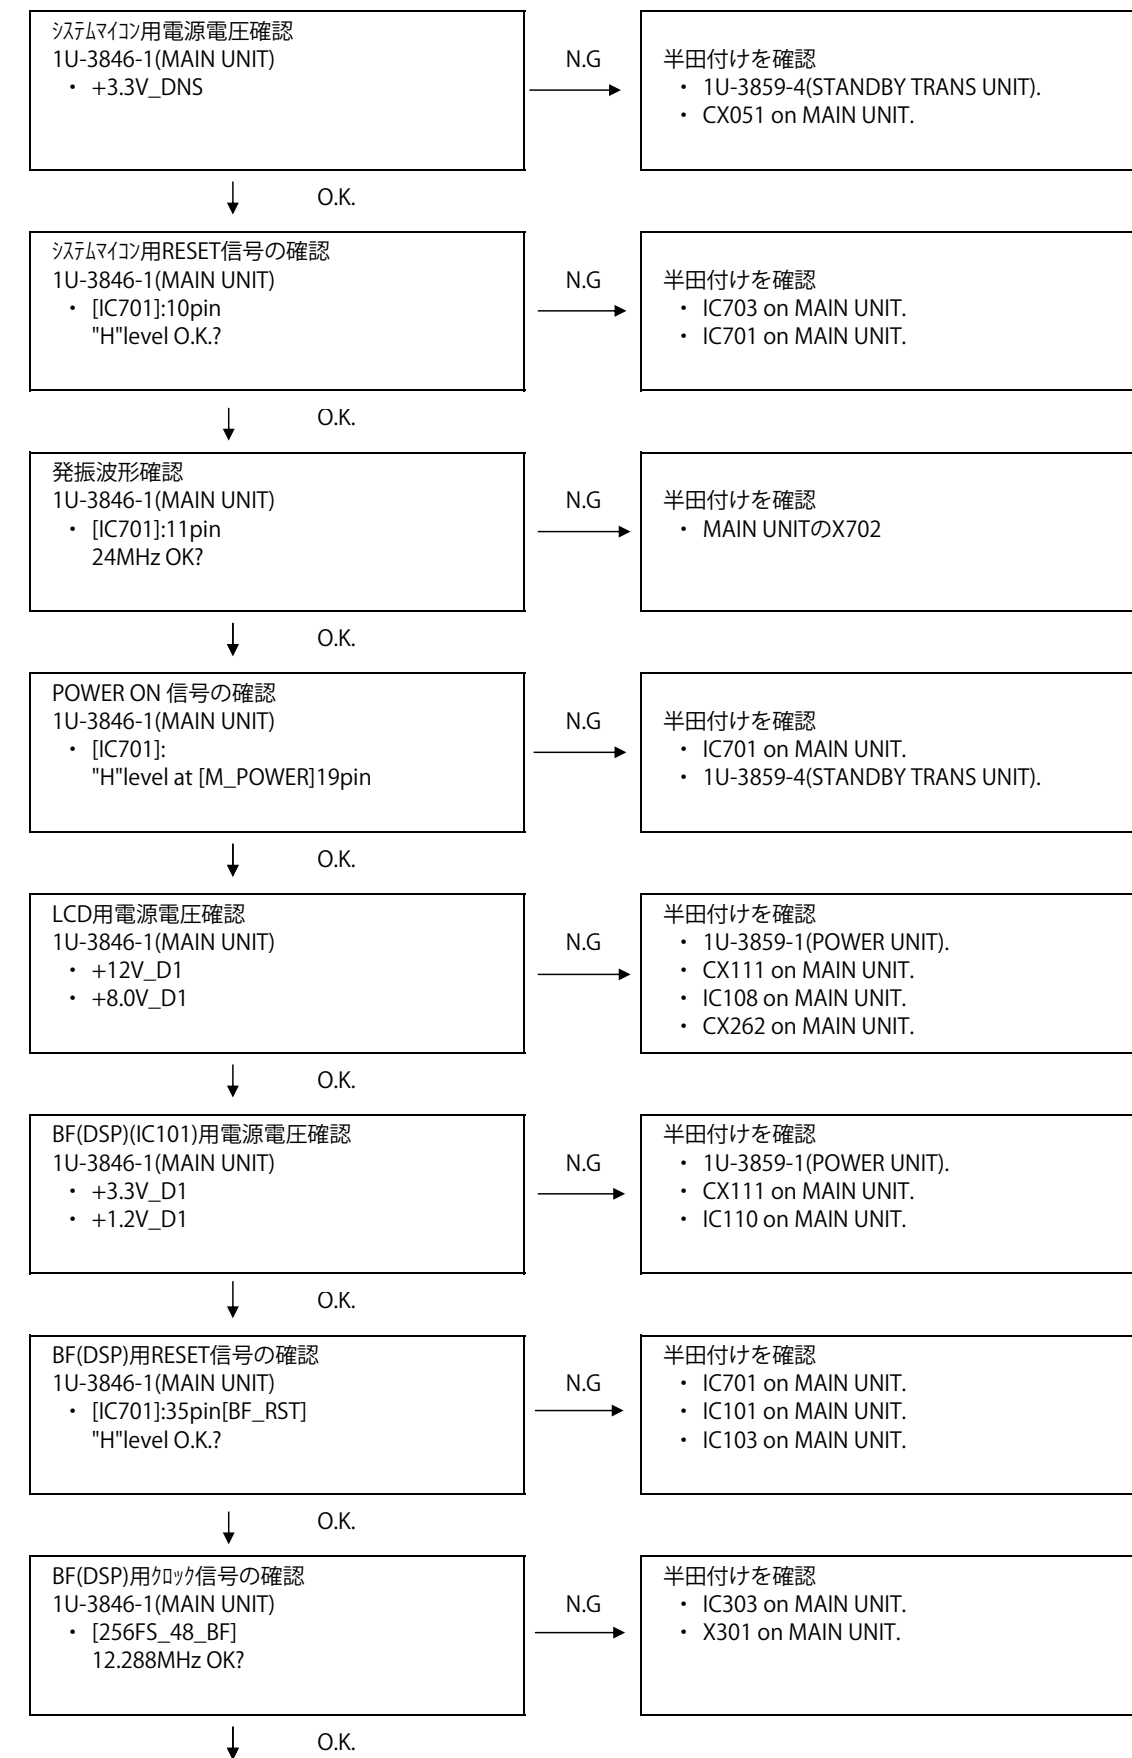 ｼｽﾃﾑﾏｲｺﾝ用電源電圧確認
1U-3846-1(MAIN UNIT)
・ +3.3V_DNS
N.G
半田付けを確認
・ 1U-3859-4(STANDBY TRANS UNIT).
・ CX051 on MAIN UNIT.
O.K.
ｼｽﾃﾑﾏｲｺﾝ用RESET信号の確認
1U-3846-1(MAIN UNIT)
・ [IC701]:10pin
"H"level O.K.?
N.G
半田付けを確認
・ IC703 on MAIN UNIT.
・ IC701 on MAIN UNIT.
O.K.
発振波形確認
1U-3846-1(MAIN UNIT)
・ [IC701]:11pin
24MHz OK?
N.G
半田付けを確認
・ MAIN UNITのX702
O.K.
POWER ON 信号の確認
1U-3846-1(MAIN UNIT)
・ [IC701]:
"H"level at [M_POWER]19pin
N.G
半田付けを確認
・ IC701 on MAIN UNIT.
・ 1U-3859-4(STANDBY TRANS UNIT).
O.K.
LCD用電源電圧確認
1U-3846-1(MAIN UNIT)
・ +12V_D1
・ +8.0V_D1
N.G
半田付けを確認
・ 1U-3859-1(POWER UNIT).
・ CX111 on MAIN UNIT.
・ IC108 on MAIN UNIT.
・ CX262 on MAIN UNIT.
O.K.
BF(DSP)(IC101)用電源電圧確認
1U-3846-1(MAIN UNIT)
・ +3.3V_D1
・ +1.2V_D1
N.G
半田付けを確認
・ 1U-3859-1(POWER UNIT).
・ CX111 on MAIN UNIT.
・ IC110 on MAIN UNIT.
O.K.
BF(DSP)用RESET信号の確認
1U-3846-1(MAIN UNIT)
・ [IC701]:35pin[BF_RST]
"H"level O.K.?
N.G
半田付けを確認
・ IC701 on MAIN UNIT.
・ IC101 on MAIN UNIT.
・ IC103 on MAIN UNIT.
O.K.
BF(DSP)用ｸﾛｯｸ信号の確認
1U-3846-1(MAIN UNIT)
・ [256FS_48_BF]
12.288MHz OK?
N.G
半田付けを確認
・ IC303 on MAIN UNIT.
・ X301 on MAIN UNIT.
O.K.